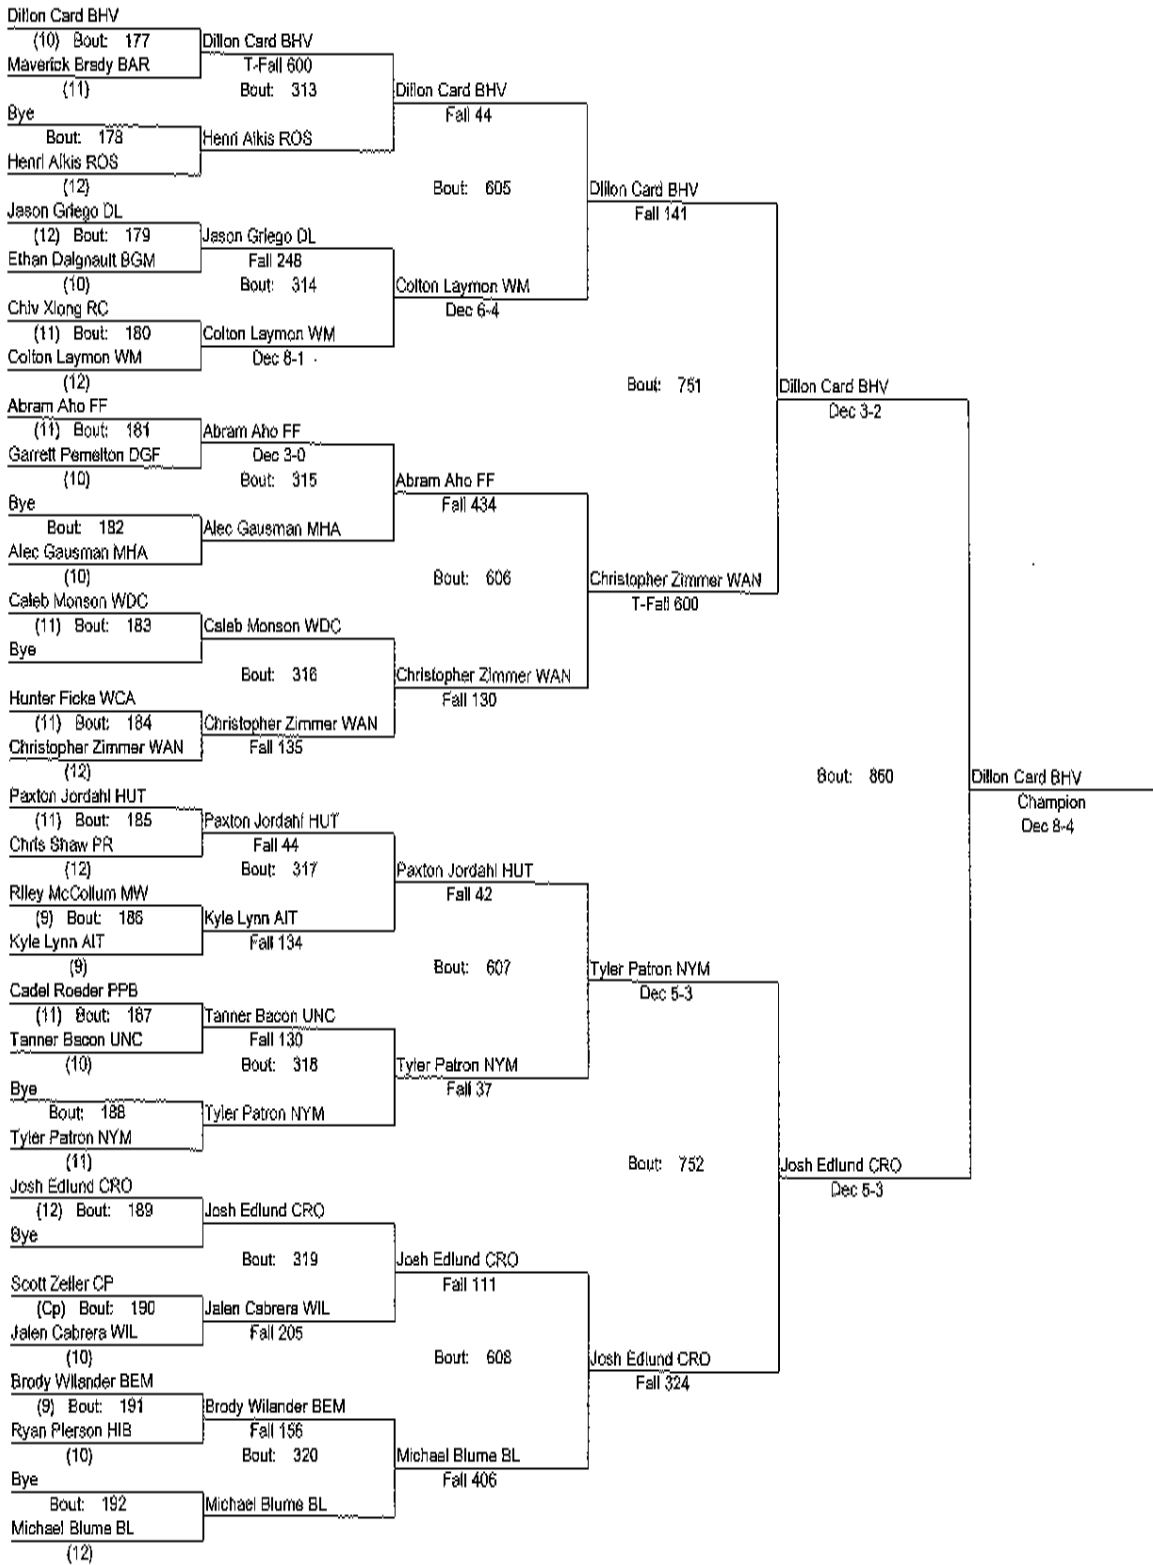 Dillon Card BHV
(10) Bout: 177
Maverick Brady BAR
(11)
Bye
Bout: 178
Henri Alkis ROS
(12)
Jason Griego DL
(12) Bout: 179
Ethan Daignault BGM
(10)
Chiv Xiong RC
(11) Bout: 180
Colton Laymon WM
(12)
Abram Aho FF
(11) Bout: 181
Garrett Pemelton DGF
(10)
Bye
Bout: 182
Alec Gausman MHA
(10)
Caleb Monson WDC
(11) Bout: 183
Bye
Hunter Ficke WCA
(11) Bout: 184
Christopher Zimmer WAN
(12)
Paxton Jordahl HUT
(11) Bout: 185
Chris Shaw PR
(12)
Riley McCollum MW
(9) Bout: 186
Kyle Lynn AIT
(9)
Cadel Roeder PPB
(11) Bout: 187
Tanner Bacon UNC
(10)
Bye
Bout: 188
Tyler Patron NYM
(11)
Josh Edlund CRO
(12) Bout: 189
Bye
Scott Zeller CP
(Cp) Bout: 190
Jalen Cabrera WIL
(10)
Brody Wilander BEM
(9) Bout: 191
Ryan Pierson HIB
(10)
Bye
Bout: 192
Michael Blume BL
(12)
Dillon Card BHV
T-Fall 600
Bout: 313
Henri Alkis ROS
Jason Griego DL
Fall 248
Bout: 314
Colton Laymon WM
Dec 8-1
Abram Aho FF
Dec 3-0
Bout: 315
Alec Gausman MHA
Caleb Monson WDC
Bout: 316
Christopher Zimmer WAN
Fall 135
Paxton Jordahl HUT
Fall 44
Bout: 317
Kyle Lynn AIT
Fall 134
Tanner Bacon UNC
Fall 130
Bout: 318
Tyler Patron NYM
Josh Edlund CRO
Bout: 319
Jalen Cabrera WIL
Fall 205
Brody Wilander BEM
Fall 156
Bout: 320
Michael Blume BL
Dillon Card BHV
Fall 44
Bout: 605
Colton Laymon WM
Dec 6-4
Abram Aho FF
Fall 434
Bout: 606
Christopher Zimmer WAN
Fall 130
Paxton Jordahl HUT
Fall 42
Bout: 607
Tyler Patron NYM
Fall 37
Josh Edlund CRO
Fall 111
Bout: 608
Michael Blume BL
Fall 406
Dillon Card BHV
Fall 141
Bout: 751
Christopher Zimmer WAN
T-Fall 600
Tyler Patron NYM
Dec 5-3
Bout: 752
Josh Edlund CRO
Fall 324
Dillon Card BHV
Dec 3-2
Bout: 860
Josh Edlund CRO
Dec 5-3
Dillon Card BHV
Champion
Dec 8-4